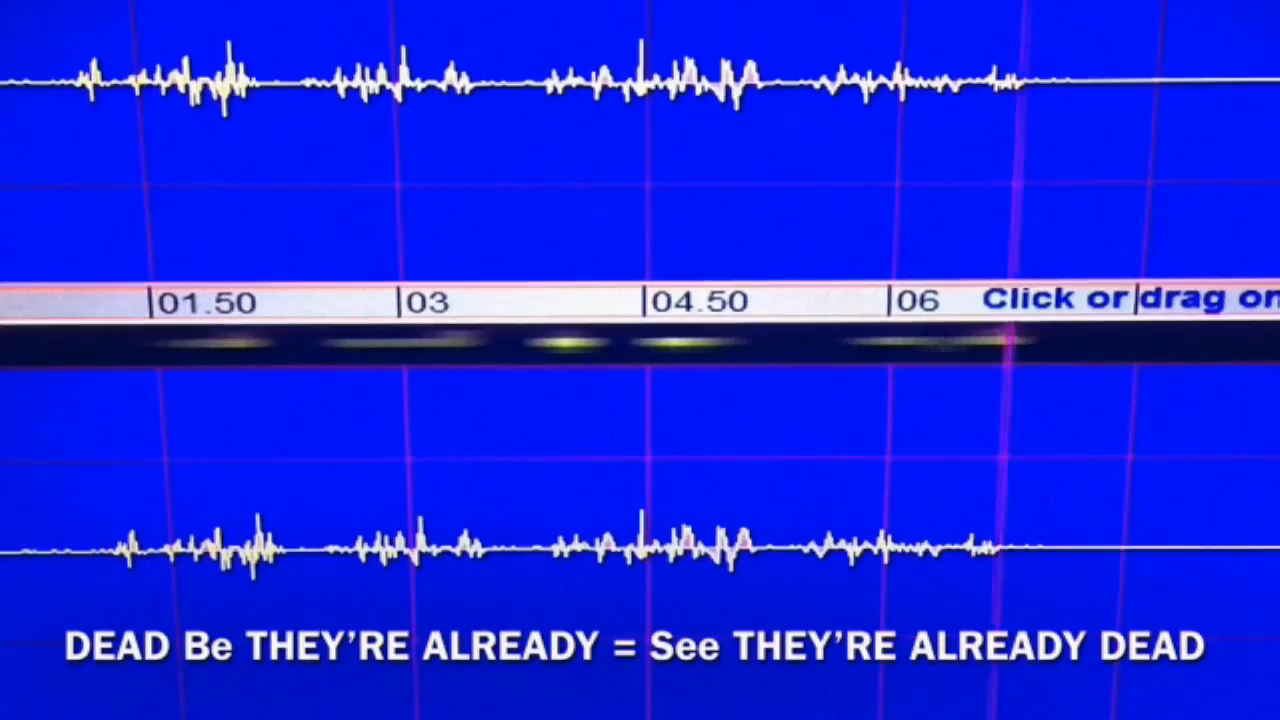 01.50 03 04.50 06 Click or drag on
DEAD Be THEY'RE ALREADY = See THEY'RE ALREADY DEAD